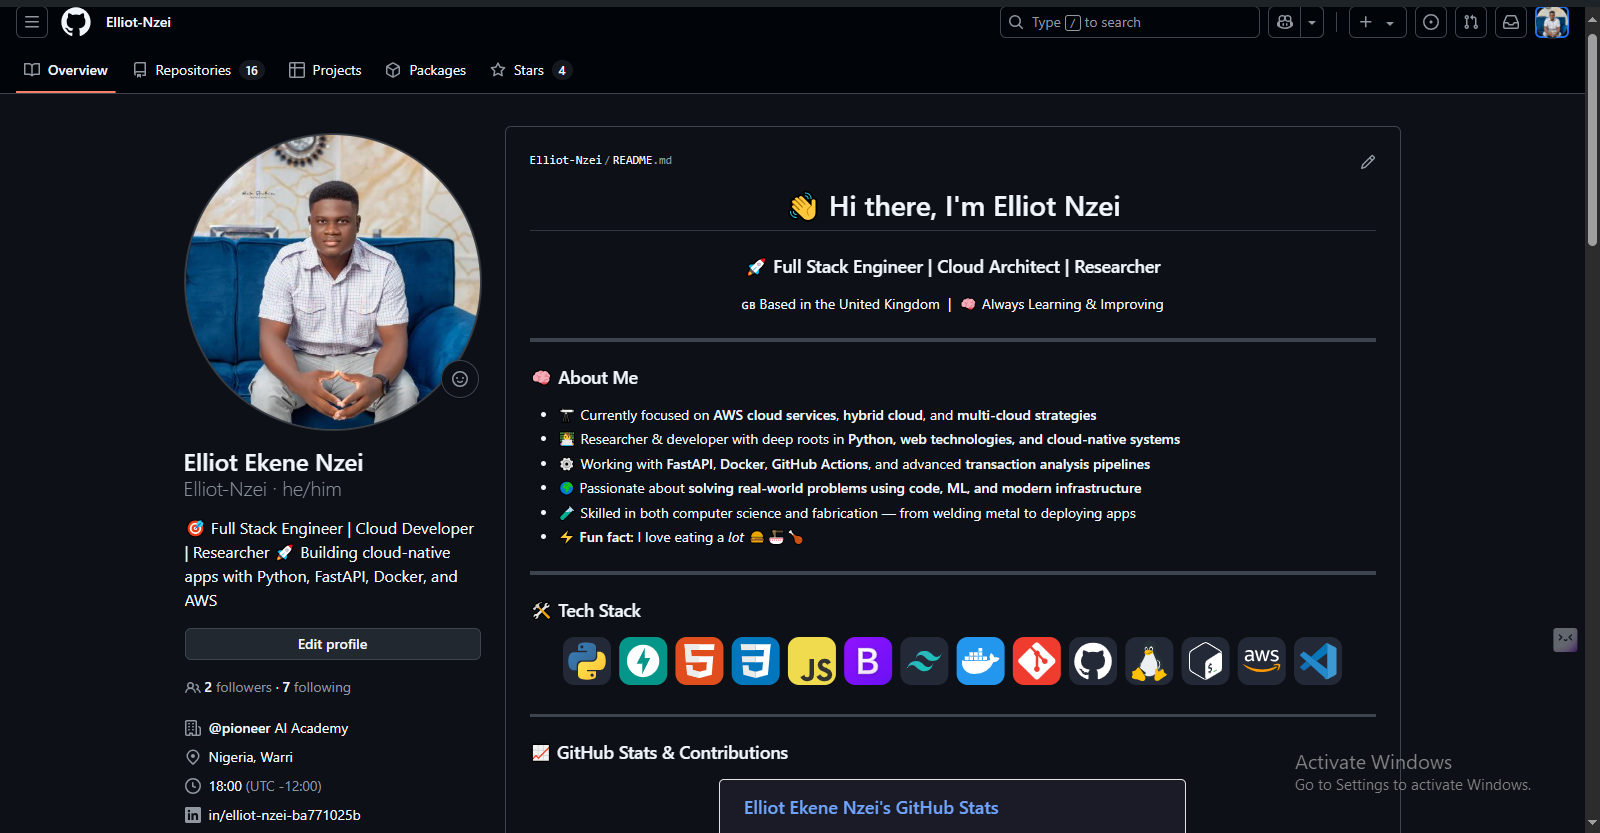 Elliot-Nzei
Type / to search
Overview
Repositories 16
Projects
Packages
Stars 4
Elliot-Nzei/README.md
👋 Hi there, I'm Elliot Nzei
🚀 Full Stack Engineer | Cloud Architect | Researcher
GB Based in the United Kingdom | 🧠 Always Learning & Improving
🧠 About Me
🔭 Currently focused on AWS cloud services, hybrid cloud, and multi-cloud strategies
👨‍💻 Researcher & developer with deep roots in Python, web technologies, and cloud-native systems
⚙️ Working with FastAPI, Docker, GitHub Actions, and advanced transaction analysis pipelines
🌍 Passionate about solving real-world problems using code, ML, and modern infrastructure
🧪 Skilled in both computer science and fabrication — from welding metal to deploying apps
⚡ Fun fact: I love eating a lot 🍔🍜🍗
🛠️ Tech Stack
JS
B
aws
📈 GitHub Stats & Contributions
Elliot Ekene Nzei's GitHub Stats
Elliot Ekene Nzei
Elliot-Nzei · he/him
🎯 Full Stack Engineer | Cloud Developer
| Researcher 🚀 Building cloud-native
apps with Python, FastAPI, Docker, and
AWS
Edit profile
2 followers · 7 following
@pioneer AI Academy
Nigeria, Warri
18:00 (UTC -12:00)
in/elliot-nzei-ba771025b
Activate Windows
Go to Settings to activate Windows.